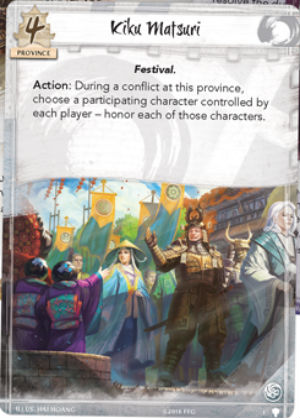 4
PROVINCE
Kiku Matsuri
Festival.
Action: During a conflict at this province,
choose a participating character controlled by
each player – honor each of those characters.
ILLUS. HAI HOANG
©2018 FFG